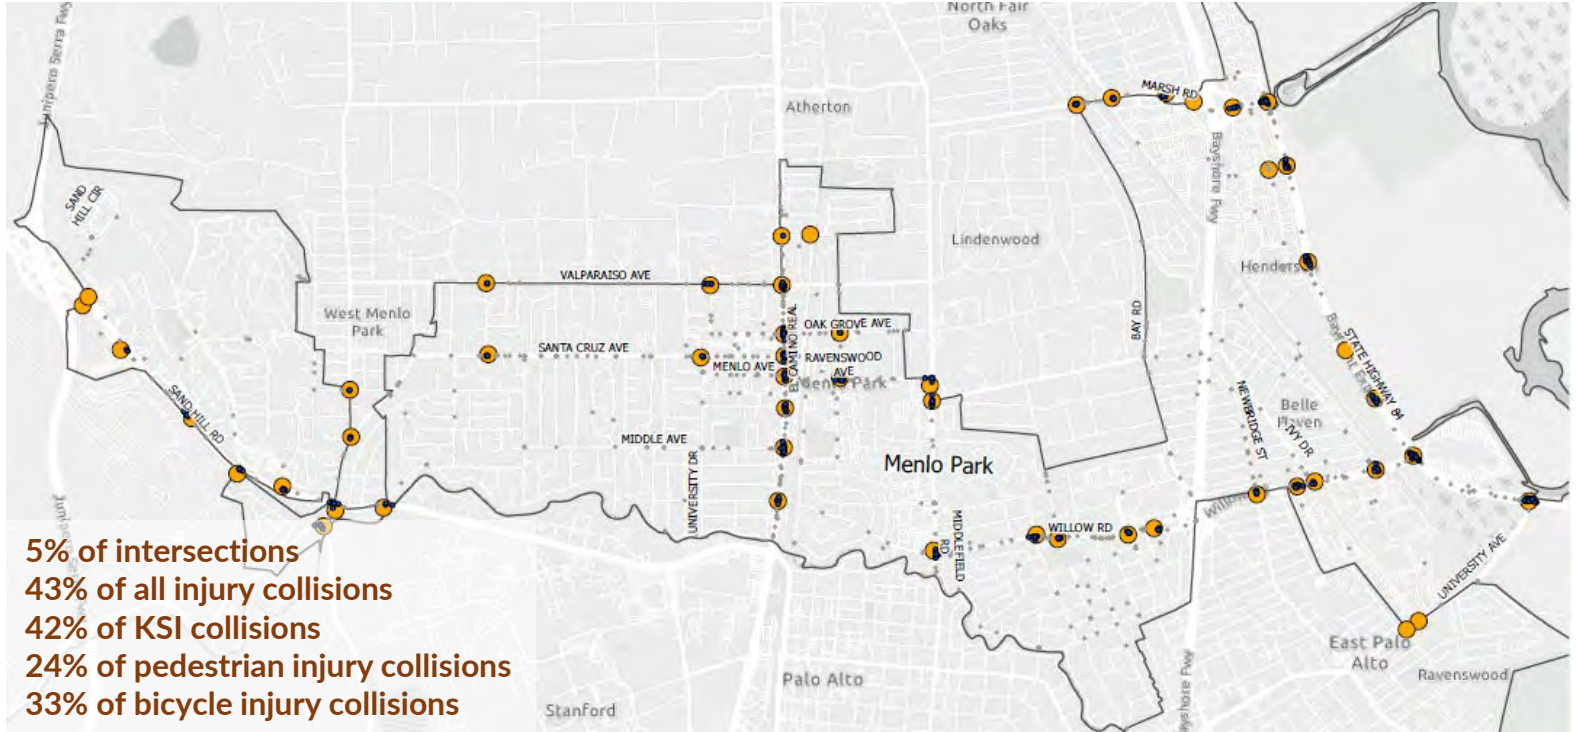 North Fair
Oaks
Junipero Serra Fwy
Atherton
MARSH RD
Bayshore Fwy
SAND
HILL CIR
Lindenwood
VALPARAISO AVE
West Menlo
Park
BAY RD
EL CAMINO REAL
OAK GROVE AVE
SANTA CRUZ AVE
MENLO AVE
RAVENSWOOD
AVE
Menlo Park
STATE HIGHWAY 84
SAND HILL RD
MIDDLE AVE
UNIVERSITY DR
Menlo Park
NEWBRIDGE ST
IVY DR
Belle
Haven
Willow
WILLOW RD
MIDDLEFIELD
RD
UNIVERSITY AVE
East Palo
Alto
Ravenswood
Palo Alto
Stanford
5% of intersections
43% of all injury collisions
42% of KSI collisions
24% of pedestrian injury collisions
33% of bicycle injury collisions